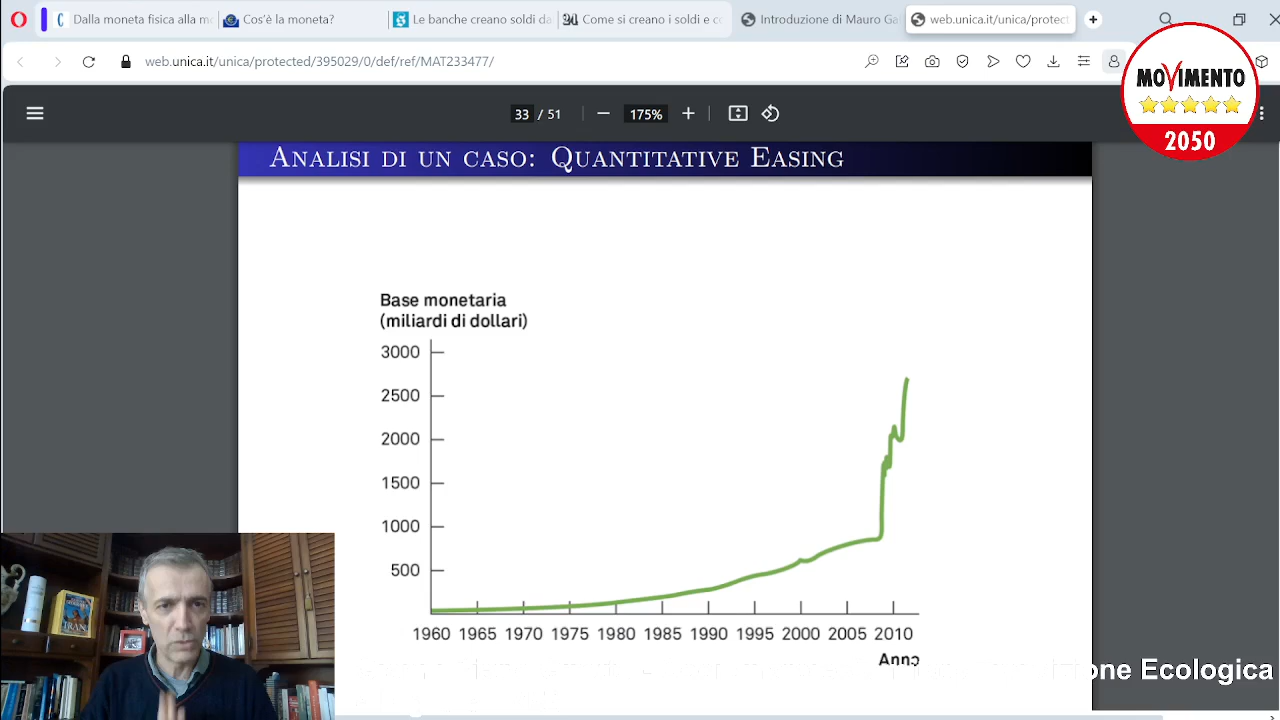 Dalla moneta fisica alla mo
Cos'è la moneta?
Le banche creano soldi da
Come si creano i soldi e c
Introduzione di Mauro Ga
web.unica.it/unica/protect
web.unica.it/unica/protected/395029/0/def/ref/MAT233477/
MOVIMENTO
2050
33 / 51
175%
Analisi di un caso: Quantitative Easing
Base monetaria
(miliardi di dollari)
3000
2500
2000
1500
1000
500
1960 1965 1970 1975 1980 1985 1990 1995 2000 2005 2010
Anno
IRAN
one Ecologica